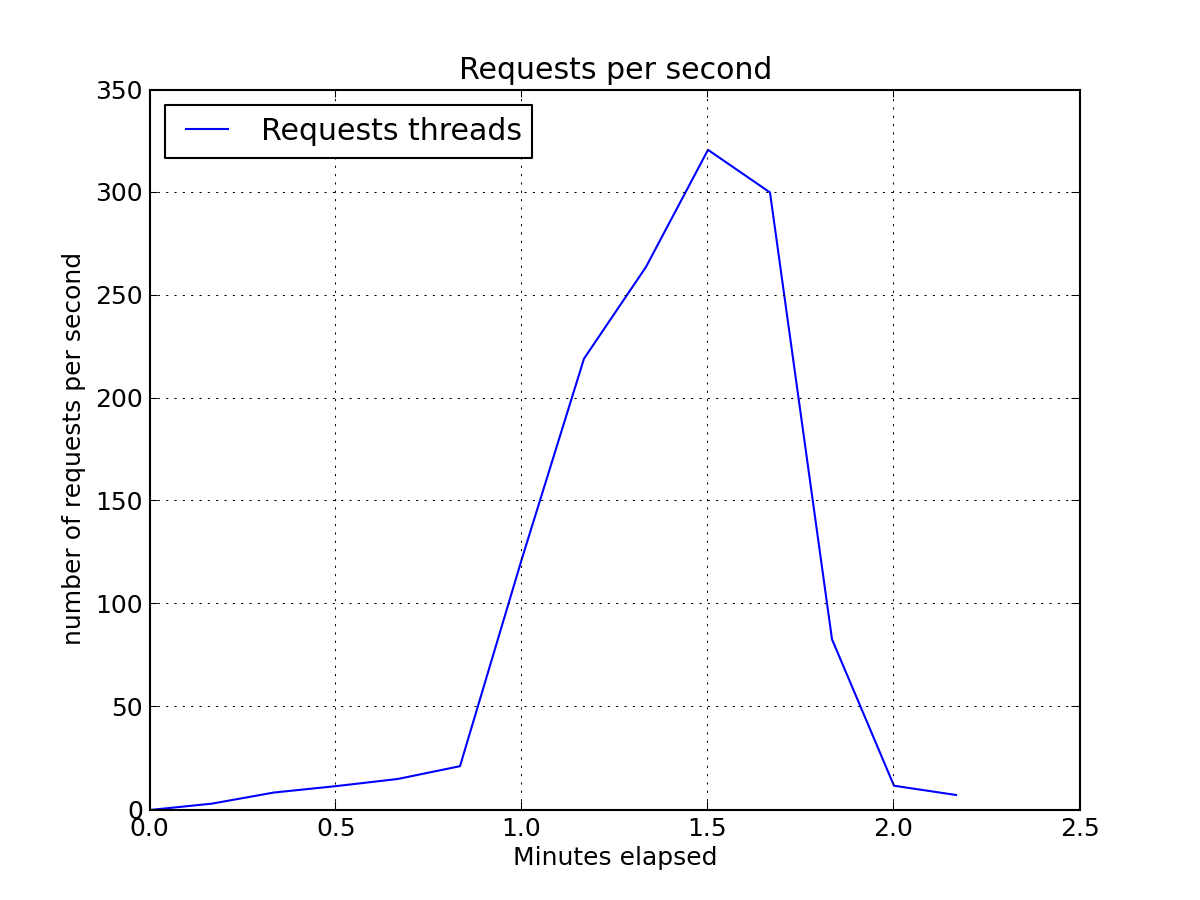 Requests per second
Requests threads
350
300
250
200
150
100
50
0
number of requests per second
0.0 0.5 1.0 1.5 2.0 2.5
Minutes elapsed